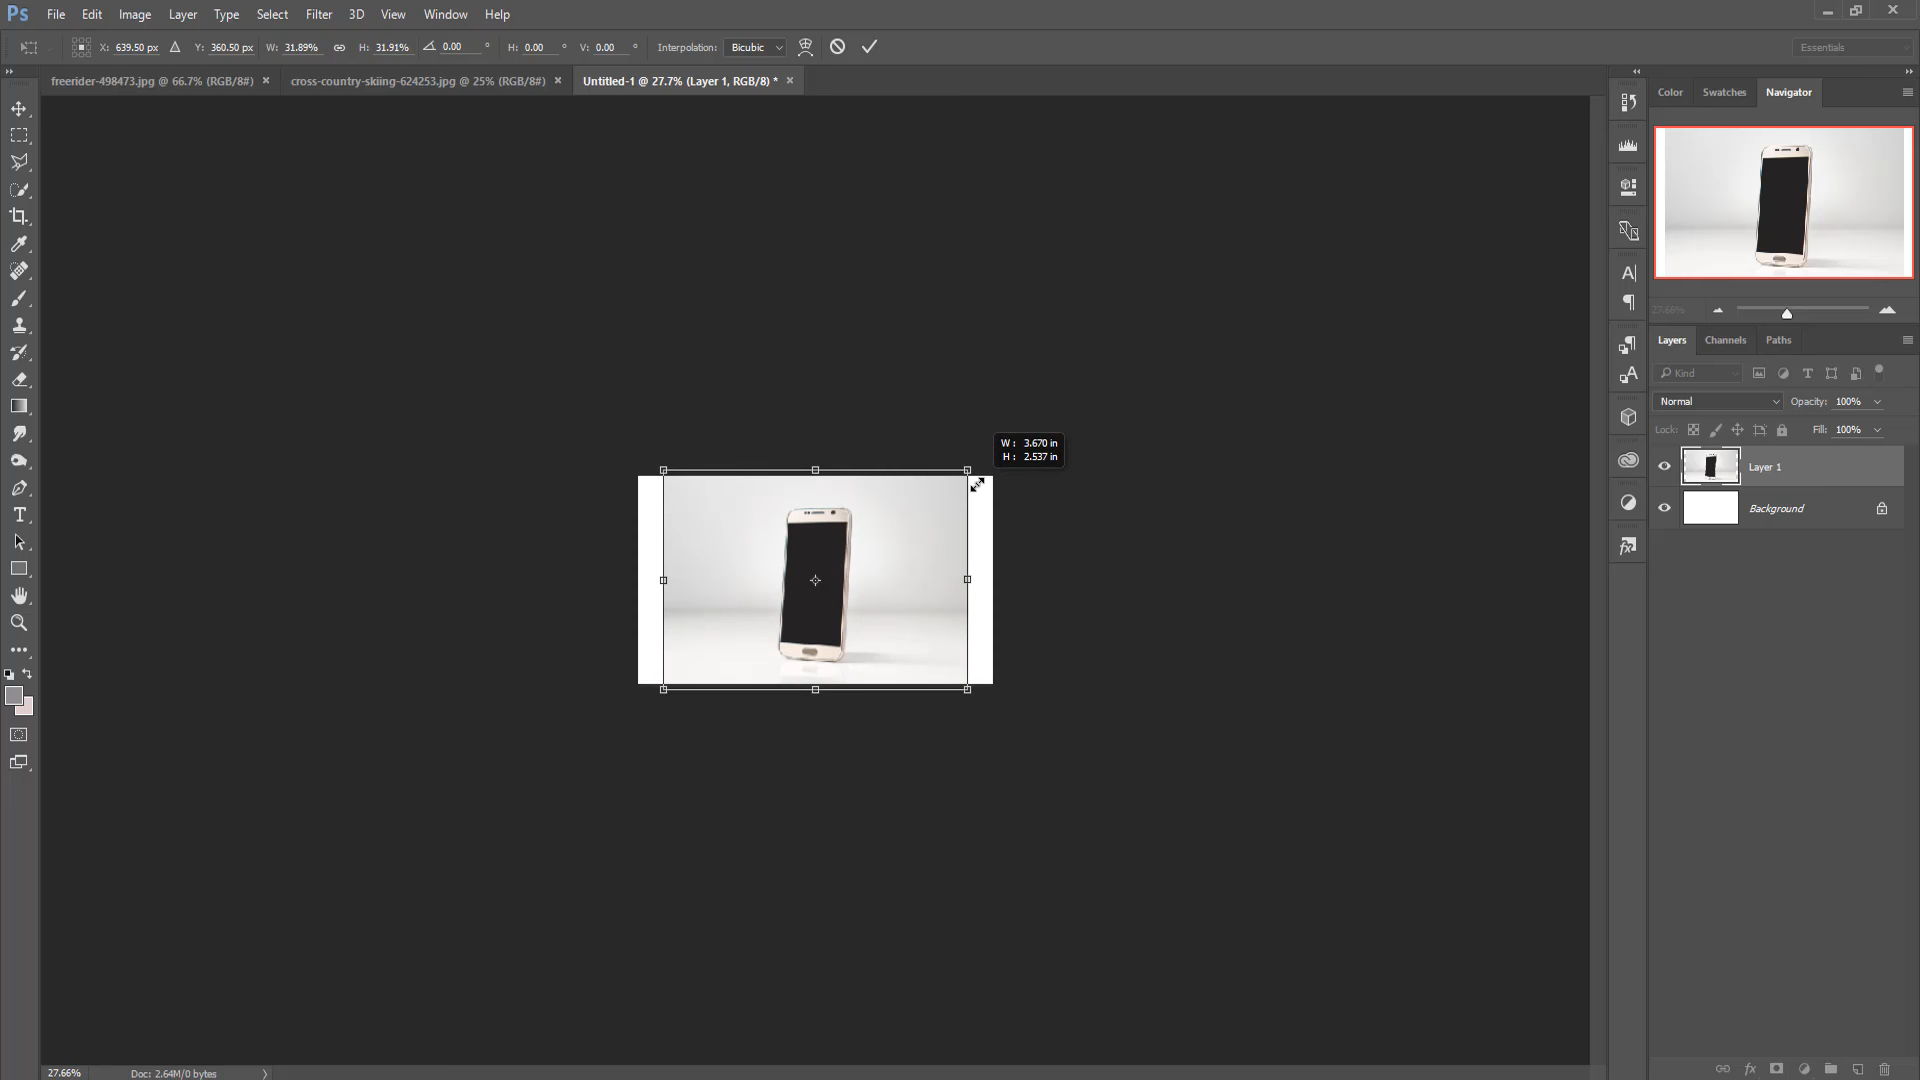 Ps File Edit Image Layer Type Select Filter 3D View Window Help
X: 639.50 px Y: 360.50 px W: 31.89% H: 31.91% 0.00 ° H: 0.00 ° V: 0.00 ° Interpolation: Bicubic Essentials
freerider-498473.jpg @ 66.7% (RGB/8#) × cross-country-skiing-624253.jpg @ 25% (RGB/8#) × Untitled-1 @ 27.7% (Layer 1, RGB/8) * ×
Color Swatches Navigator
27.66%
Layers Channels Paths
Kind
Normal Opacity: 100%
Lock: Fill: 100%
W : 3.670 in
H : 2.537 in
Layer 1
Background
27.66% Doc: 2.64M/0 bytes